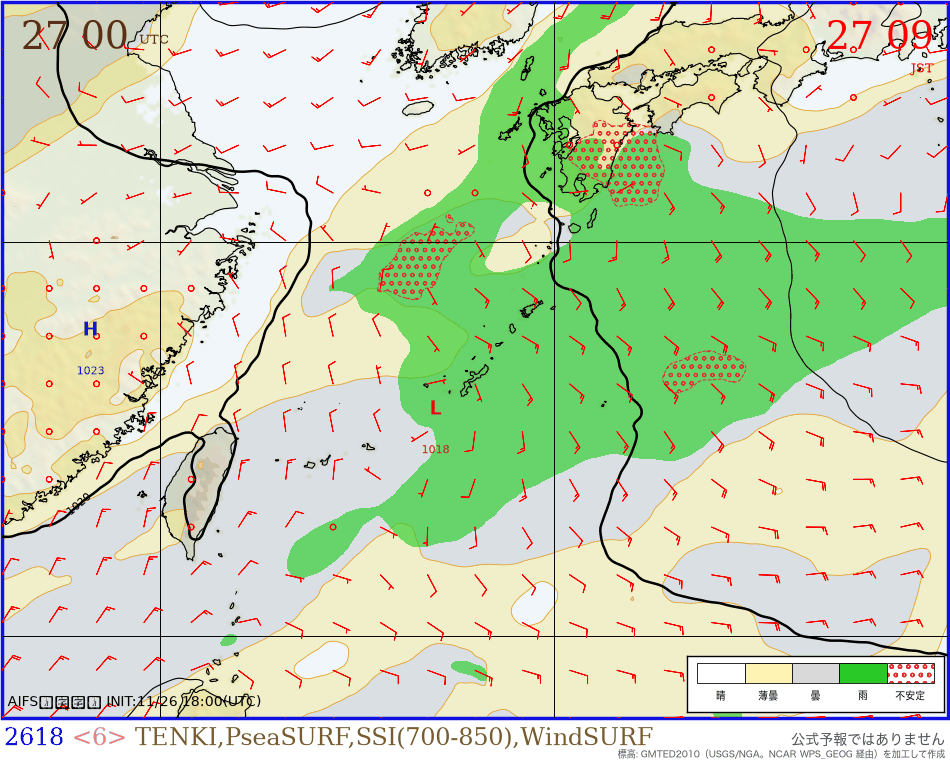 27 00 UTC
27 09
JST
H
1023
L
1018
1020
晴 薄曇 曇 雨 不安定
AIFS INIT:11/26 18:00(UTC)
2618 <6> TENKI,PseaSURF,SSI(700-850),WindSURF
公式予報ではありません
標高: GMTED2010（USGS/NGA。NCAR WPS_GEOG 経由）を加工して作成